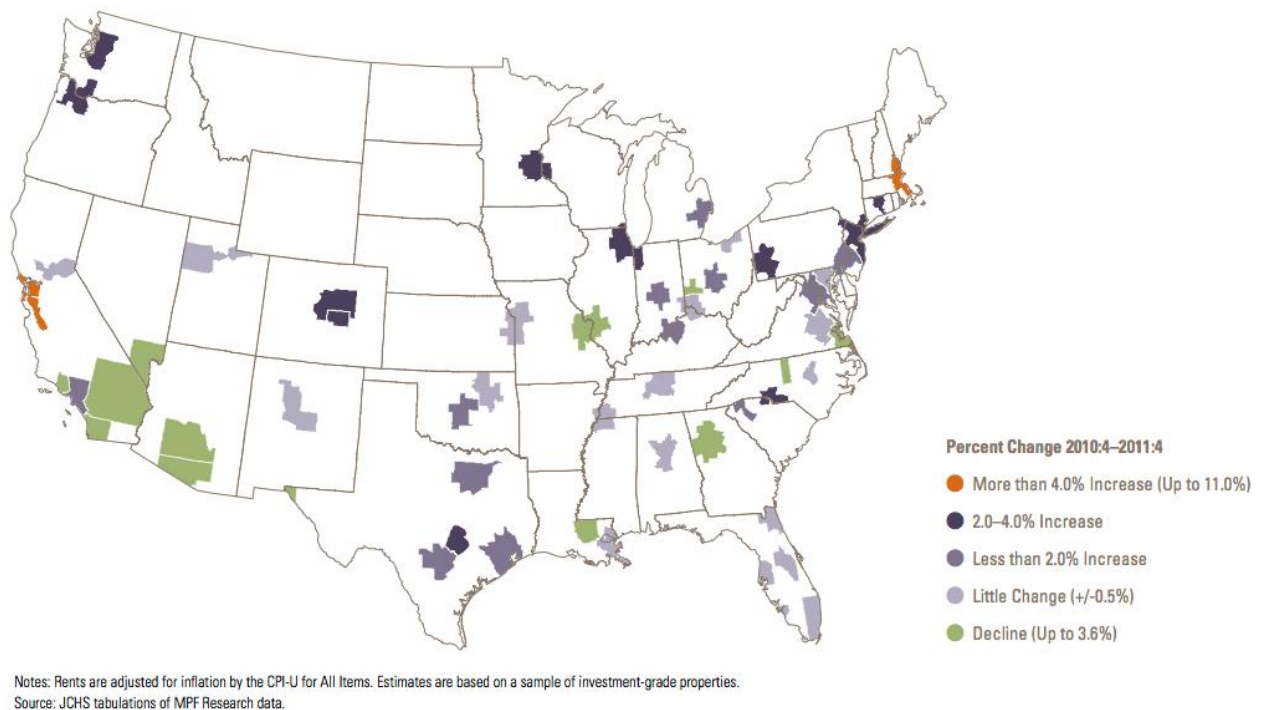 Percent Change 2010:4–2011:4
More than 4.0% Increase (Up to 11.0%)
2.0–4.0% Increase
Less than 2.0% Increase
Little Change (+/-0.5%)
Decline (Up to 3.6%)
Notes: Rents are adjusted for inflation by the CPI-U for All Items. Estimates are based on a sample of investment-grade properties.
Source: JCHS tabulations of MPF Research data.